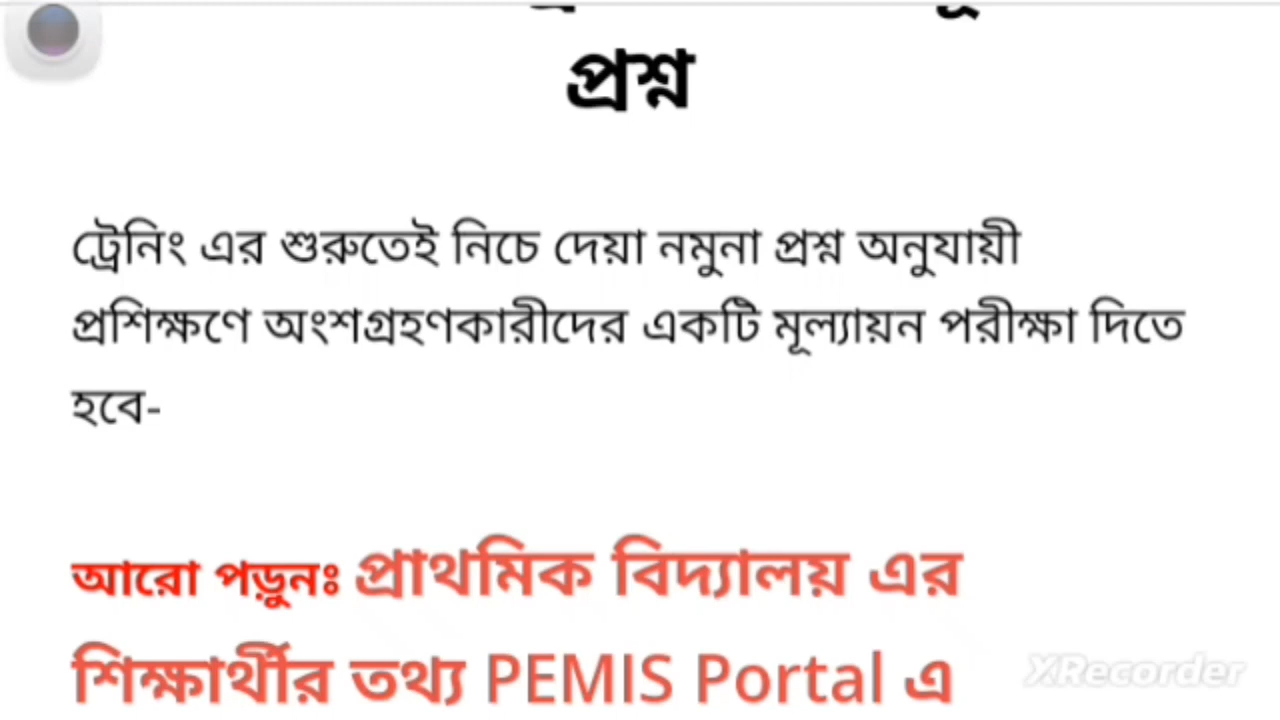 প্রশ্ন
ট্রেনিং এর শুরুতেই নিচে দেয়া নমুনা প্রশ্ন অনুযায়ী
প্রশিক্ষণে অংশগ্রহণকারীদের একটি মূল্যায়ন পরীক্ষা দিতে
হবে-
আরো পড়ুনঃ প্রাথমিক বিদ্যালয় এর
শিক্ষার্থীর তথ্য PEMIS Portal এ
XRecorder